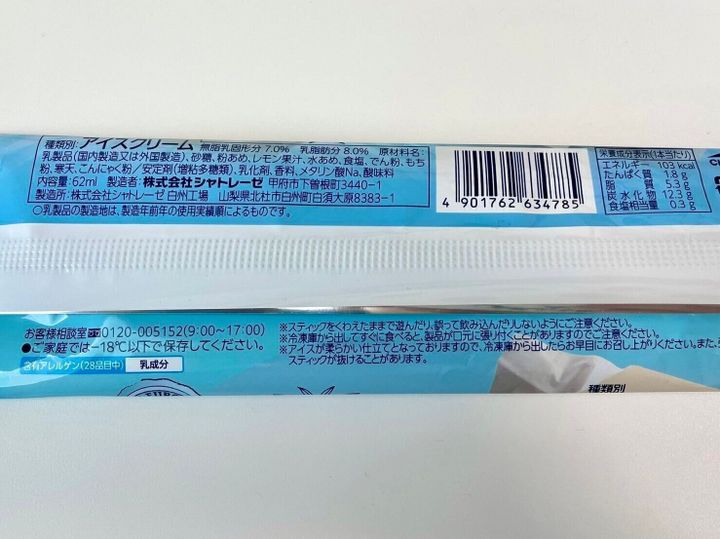 種類別 アイスクリーム 無脂乳固形分 7.0% 乳脂肪分 8.0% 原材料名:
乳製品(国内製造又は外国製造)、砂糖、粉あめ、レモン果汁、水あめ、食塩、でん粉、もち
粉、寒天、こんにゃく粉/安定剤(増粘多糖類)、乳化剤、香料、メタリン酸Na、酸味料
内容量:62ml 製造者:株式会社シャトレーゼ 甲府市下曽根町3440-1
製造所:株式会社シャトレーゼ 白州工場 山梨県北杜市白州町白須大原8383-1
○乳製品の製造地は、製造年前年の使用実績順によるものです。
4 901762 634785
栄養成分表示(1本当たり)
エネルギー 103 kcal
たんぱく質 1.8 g
脂質 5.3 g
炭水化物 12.3 g
食塩相当量 0.3 g
お客様相談室 0120-005152(9:00~17:00)
●ご家庭では-18℃以下で保存してください。
含有アレルゲン(28品目中) 乳成分
※スティックをくわえたままで遊んだり、誤って飲み込んだりしないようにご注意ください。
※冷凍庫から出してすぐに食べると、製品が口元に張り付くことがありますのでご注意ください。
※アイスが柔らかい仕立てとなっておりますので、冷凍庫から出したらお早目にお召し上がりください。また、
スティックが抜けることがあります。
種類別